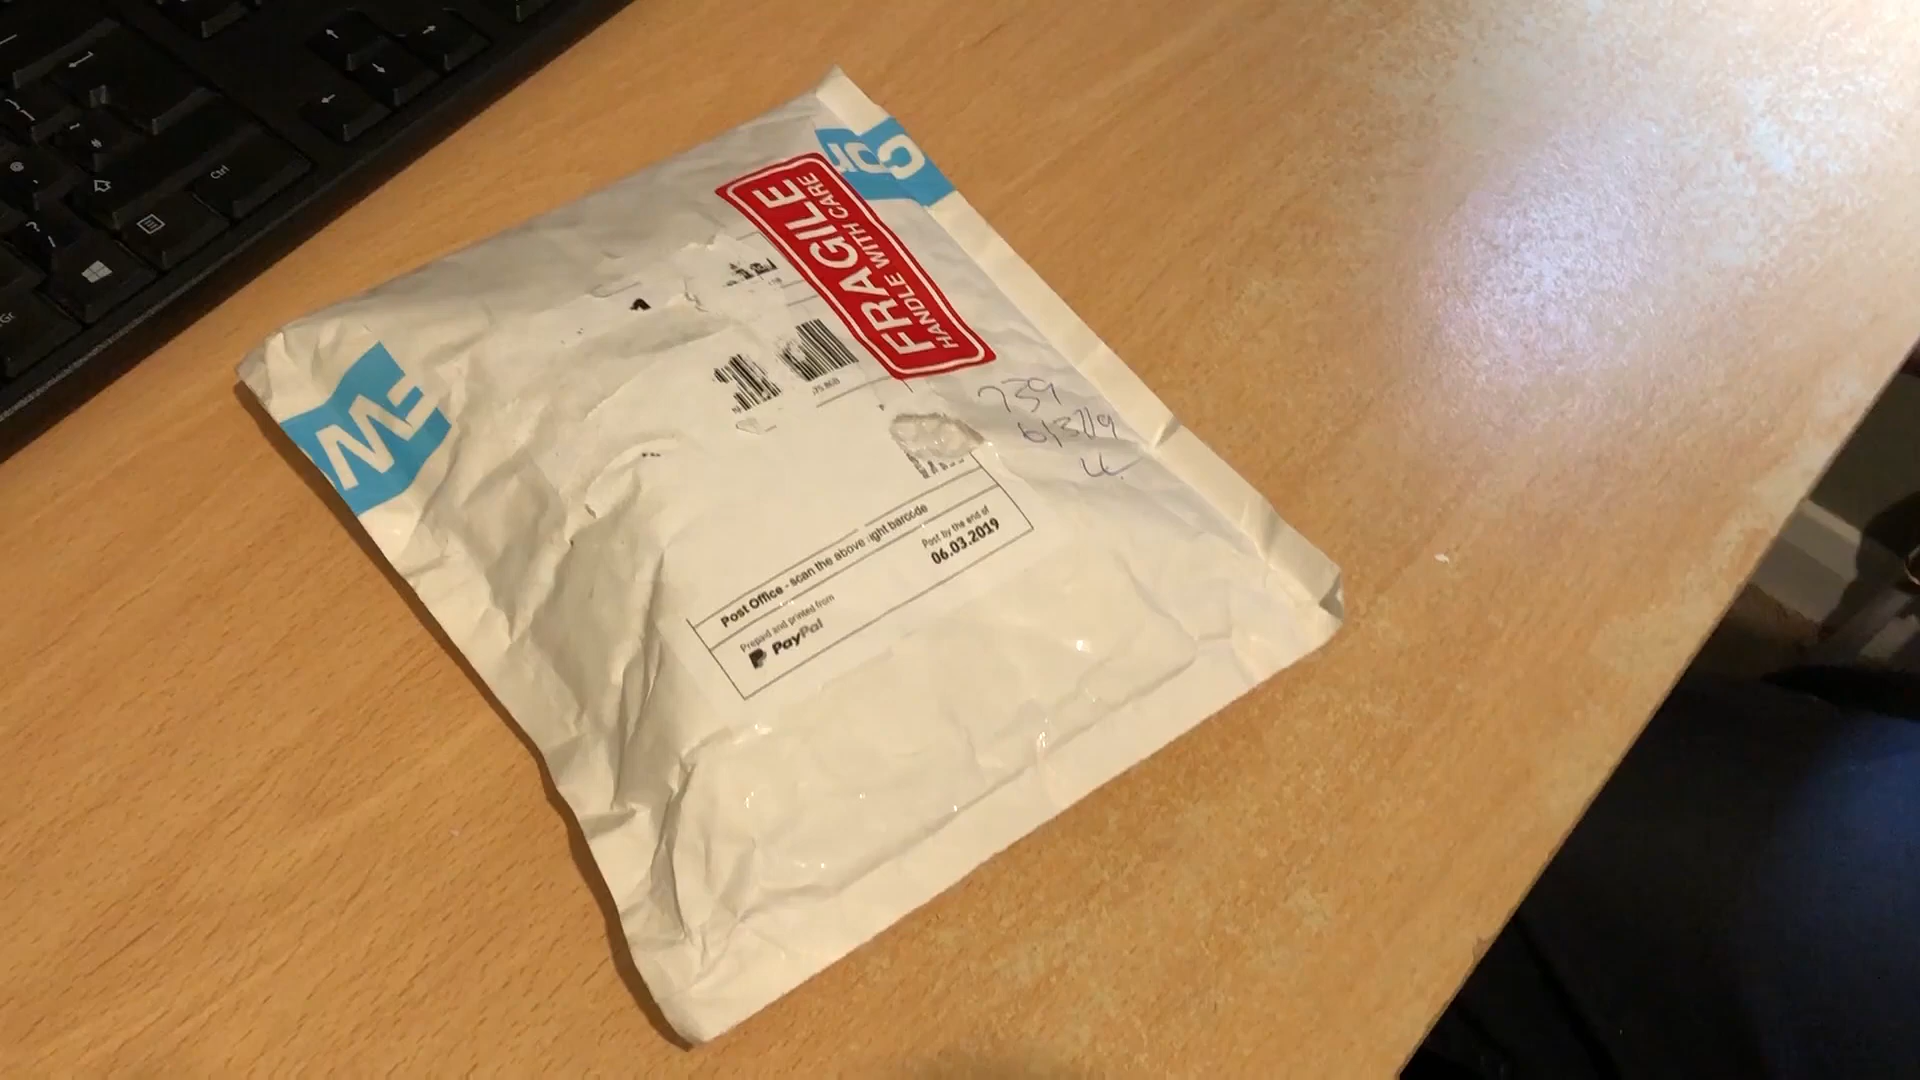 FRAGILE
HANDLE WITH CARE
739
6/3/19
Post Office - scan the above right barcode
Post by the end of
06.03.2019
Prepaid and printed from
PayPal
Ctrl